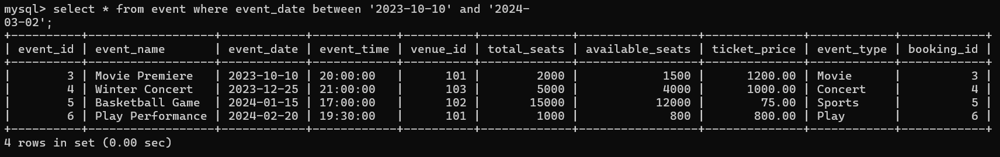 mysql> select * from event where event_date between '2023-10-10' and '2024-
03-02';
+----------+------------------+------------+------------+----------+-------------+-----------------+--------------+------------+------------+
| event_id | event_name       | event_date | event_time | venue_id | total_seats | available_seats | ticket_price | event_type | booking_id |
+----------+------------------+------------+------------+----------+-------------+-----------------+--------------+------------+------------+
|        3 | Movie Premiere   | 2023-10-10 | 20:00:00   |      101 |        2000 |            1500 |      1200.00 | Movie      |          3 |
|        4 | Winter Concert   | 2023-12-25 | 21:00:00   |      103 |        5000 |            4000 |      1000.00 | Concert    |          4 |
|        5 | Basketball Game  | 2024-01-15 | 17:00:00   |      102 |       15000 |           12000 |        75.00 | Sports     |          5 |
|        6 | Play Performance | 2024-02-20 | 19:30:00   |      101 |        1000 |             800 |       800.00 | Play       |          6 |
+----------+------------------+------------+------------+----------+-------------+-----------------+--------------+------------+------------+
4 rows in set (0.00 sec)